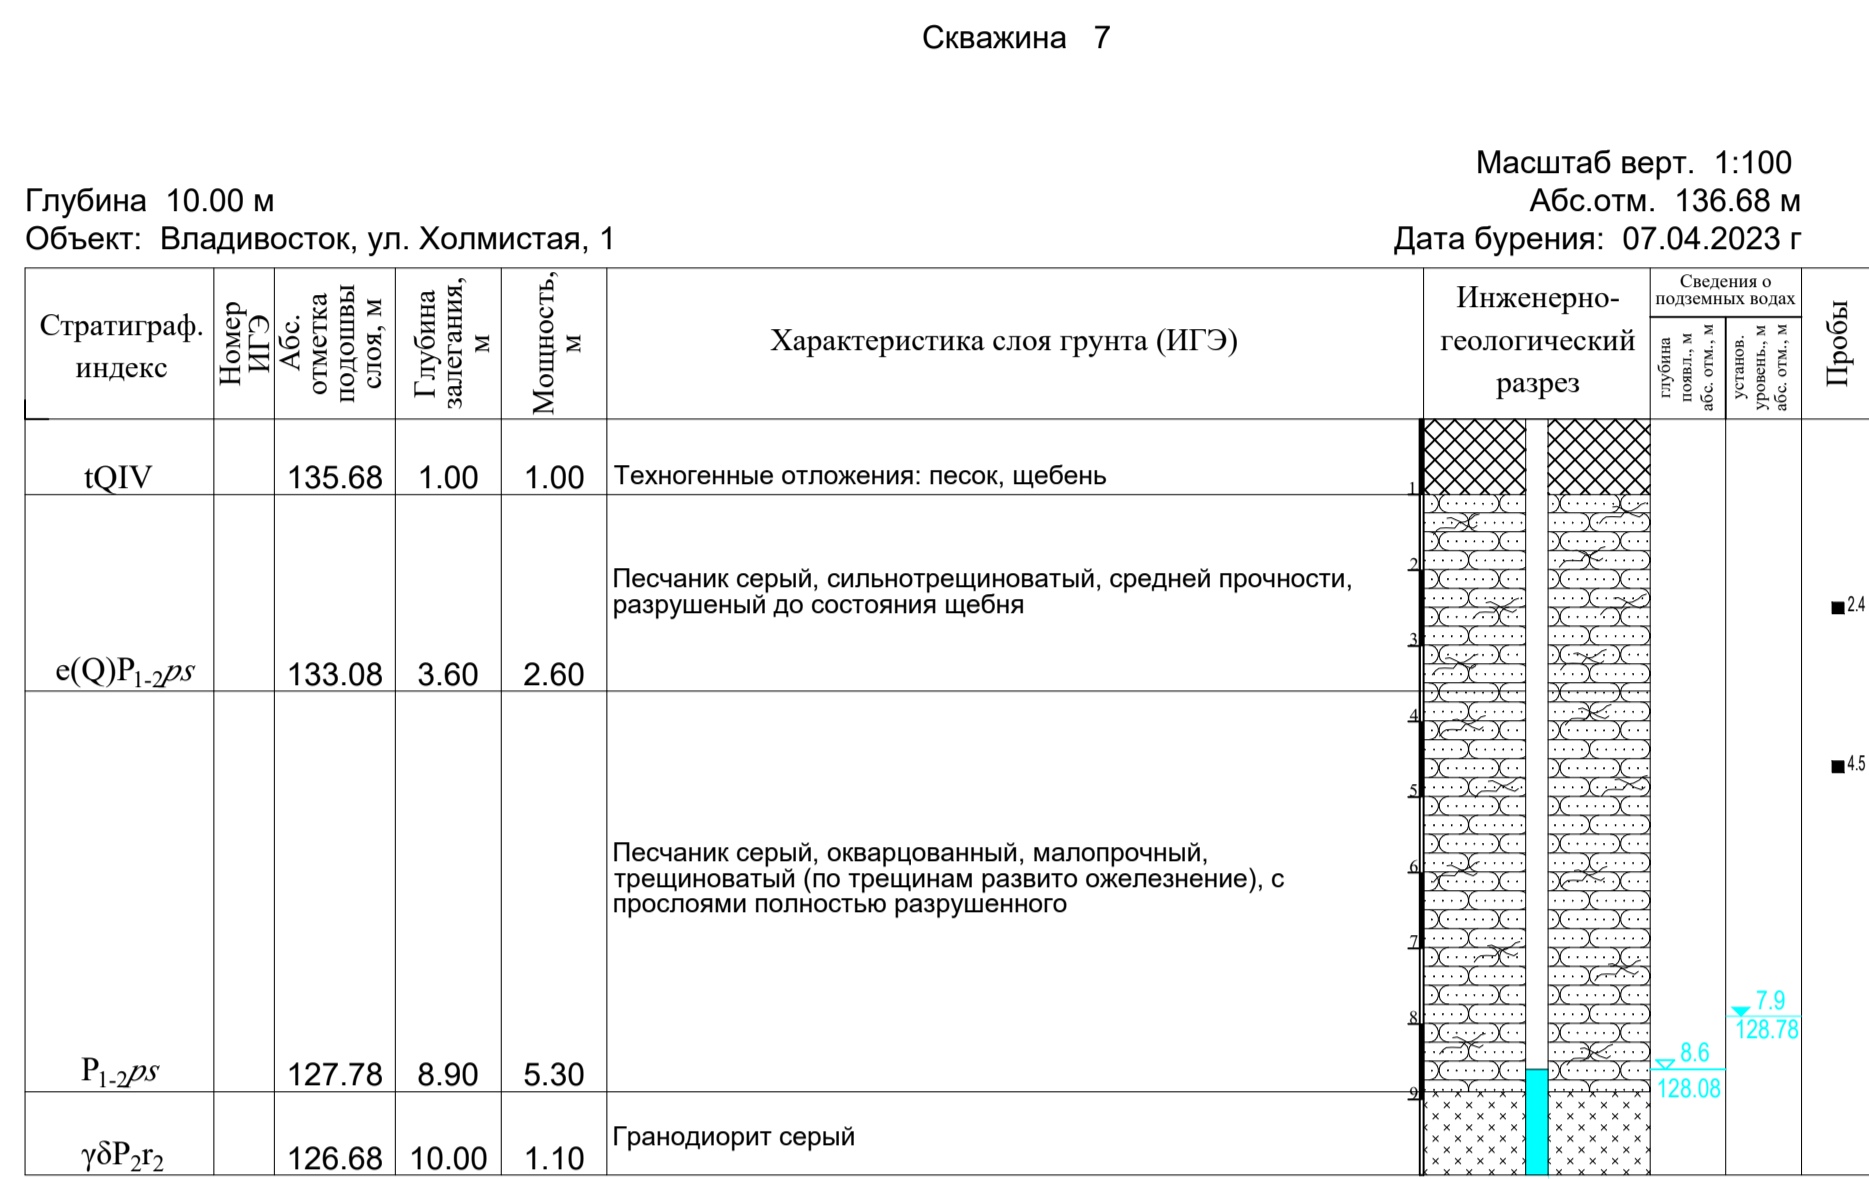 Скважина 7
Масштаб верт. 1:100
Глубина 10.00 м
Абс.отм. 136.68 м
Объект: Владивосток, ул. Холмистая, 1
Дата бурения: 07.04.2023 г
Стратиграф.
индекс
Номер
ИГЭ
Абс.
отметка
подошвы
слоя, м
Глубина
залегания,
м
Мощность,
м
Характеристика слоя грунта (ИГЭ)
Инженерно-
геологический
разрез
Сведения о
подземных водах
глубина
появл., м
абс. отм., м
установ.
уровень., м
абс. отм., м
Пробы
tQIV 135.68 1.00 1.00 Техногенные отложения: песок, щебень
1
Песчаник серый, сильнотрещиноватый, средней прочности,
разрушеный до состояния щебня
2
2.4
3
e(Q)P1-2ps 133.08 3.60 2.60
4
4.5
5
Песчаник серый, окварцованный, малопрочный,
трещиноватый (по трещинам развито ожелезнение), с
прослоями полностью разрушенного
6
7
7.9
128.78
8
8.6
128.08
P1-2ps 127.78 8.90 5.30
9
Гранодиорит серый
γδP2r2 126.68 10.00 1.10